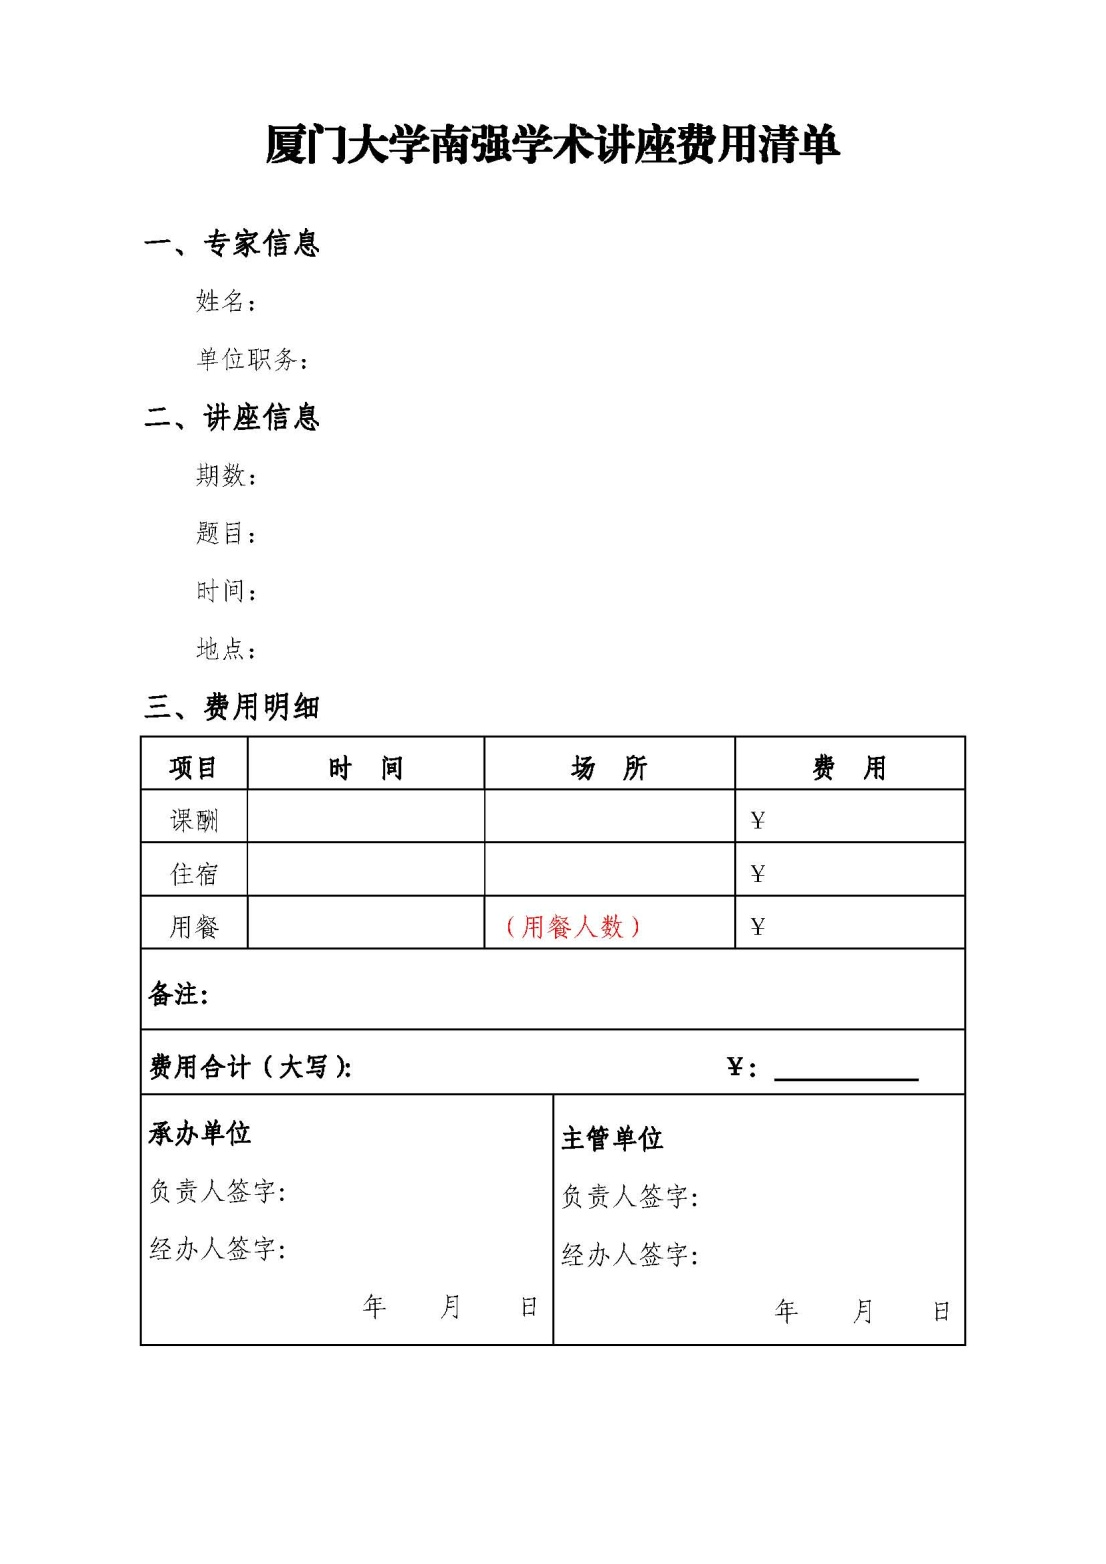 厦门大学南强学术讲座费用清单
一、专家信息
姓名：
单位职务：
二、讲座信息
期数：
题目：
时间：
地点：
三、费用明细
项目 时 间 场 所 费 用
课酬 ¥
住宿 ¥
用餐 （用餐人数） ¥
备注：
费用合计（大写）： ¥：
承办单位
负责人签字：
经办人签字：
年 月 日
主管单位
负责人签字：
经办人签字：
年 月 日